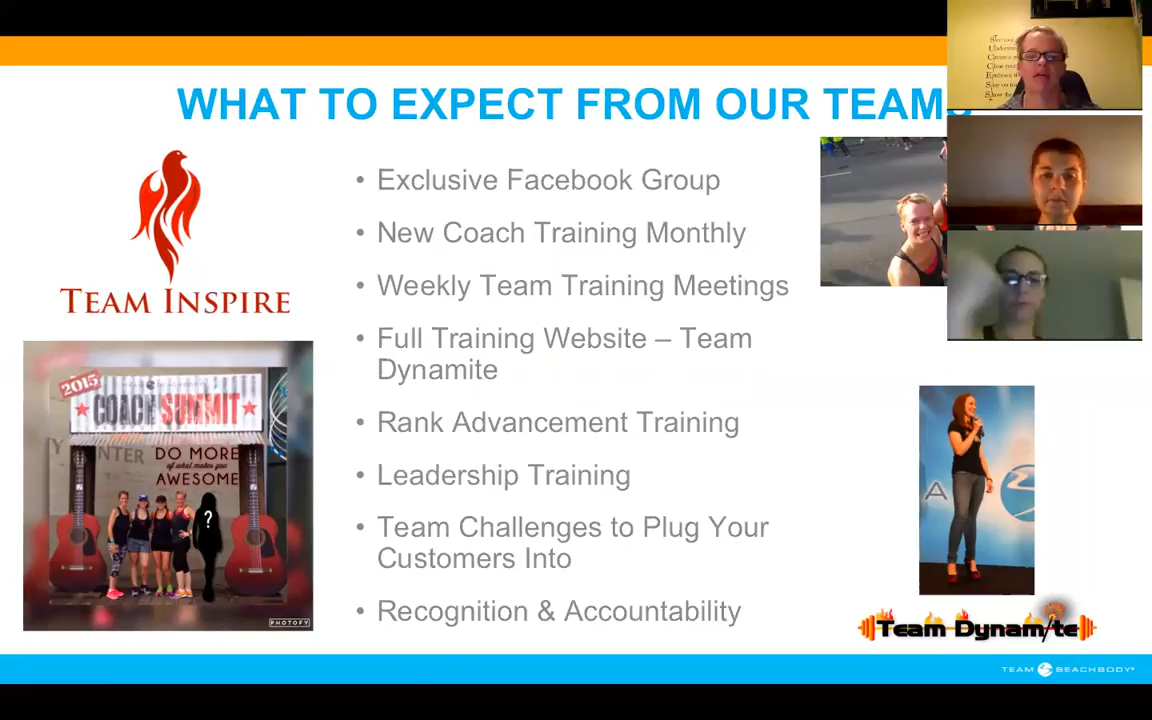 WHAT TO EXPECT FROM OUR TEAMS
TEAM INSPIRE
• Exclusive Facebook Group
• New Coach Training Monthly
• Weekly Team Training Meetings
• Full Training Website – Team
Dynamite
• Rank Advancement Training
• Leadership Training
• Team Challenges to Plug Your
Customers Into
• Recognition & Accountability
2015
BEACHBODY
COACH SUMMIT
DO MORE
of what makes you
AWESOME
?
PHOTOFY
A
Team Dynamite
TEAM BEACHBODY